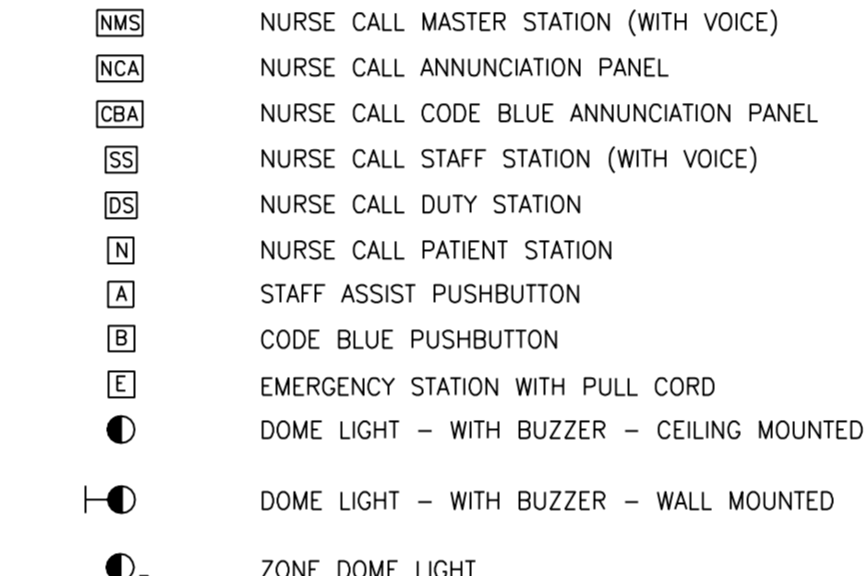 NMS NURSE CALL MASTER STATION (WITH VOICE)
NCA NURSE CALL ANNUNCIATION PANEL
CBA NURSE CALL CODE BLUE ANNUNCIATION PANEL
SS NURSE CALL STAFF STATION (WITH VOICE)
DS NURSE CALL DUTY STATION
N NURSE CALL PATIENT STATION
A STAFF ASSIST PUSHBUTTON
B CODE BLUE PUSHBUTTON
E EMERGENCY STATION WITH PULL CORD
DOME LIGHT – WITH BUZZER – CEILING MOUNTED
DOME LIGHT – WITH BUZZER – WALL MOUNTED
ZONE DOME LIGHT